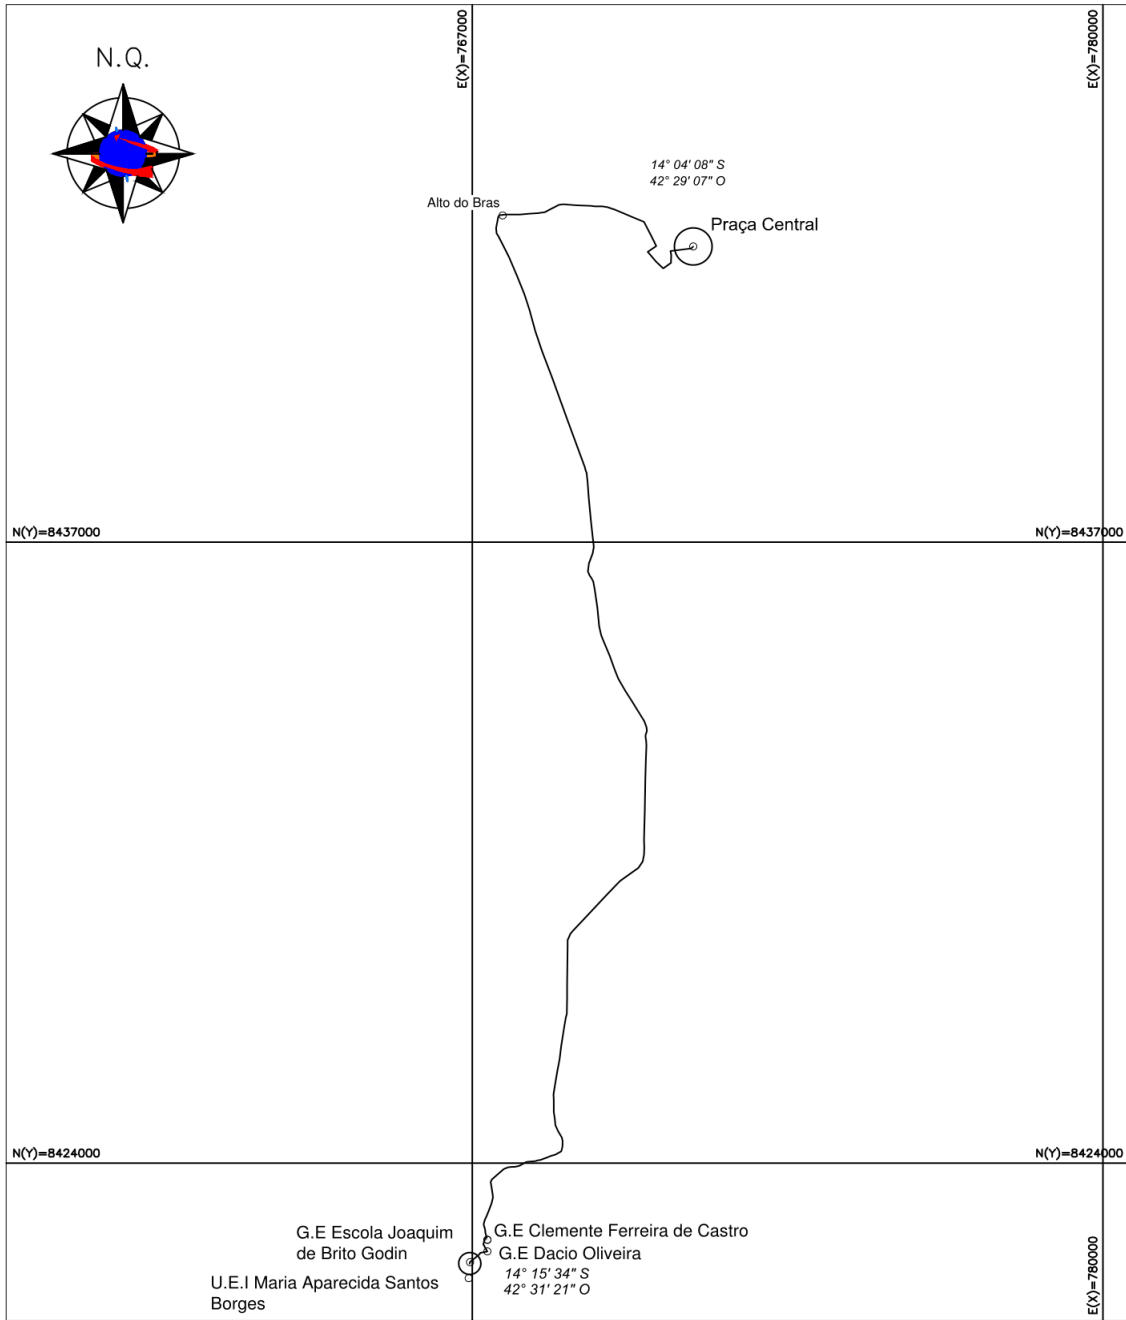 E(X)=767000
E(X)=780000
N.Q.
14° 04' 08" S
42° 29' 07" O
Alto do Bras
Praça Central
N(Y)=8437000
N(Y)=8437000
N(Y)=8424000
N(Y)=8424000
G.E Escola Joaquim
de Brito Godin
G.E Clemente Ferreira de Castro
G.E Dacio Oliveira
14° 15' 34" S
42° 31' 21" O
U.E.I Maria Aparecida Santos
Borges
E(X)=780000